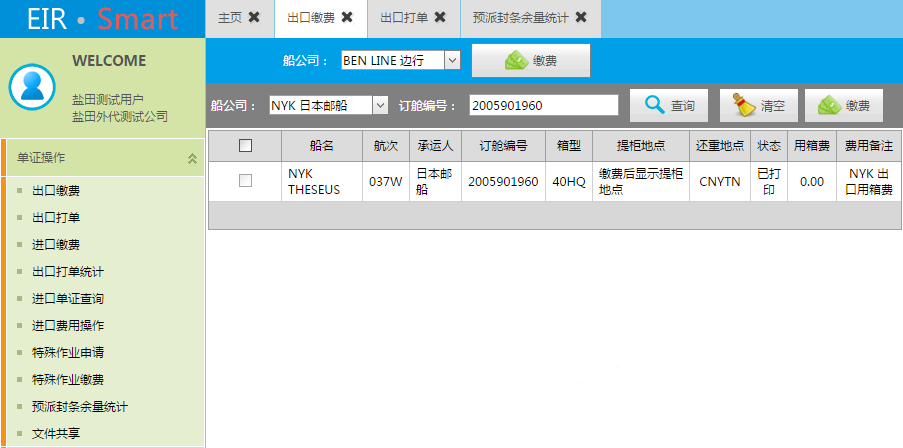 EIR • Smart
主页 出口缴费 出口打单 预派封条余量统计
WELCOME
盐田测试用户
盐田外代测试公司
单证操作
出口缴费
出口打单
进口缴费
出口打单统计
进口单证查询
进口费用操作
特殊作业申请
特殊作业缴费
预派封条余量统计
文件共享
船公司： BEN LINE 边行 缴费
船公司： NYK 日本邮船 订舱编号： 2005901960 查询 清空 缴费
船名 航次 承运人 订舱编号 箱型 提柜地点 还重地点 状态 用箱费 费用备注
NYK THESEUS 037W 日本邮船 2005901960 40HQ 缴费后显示提柜地点 CNYTN 已打印 0.00 NYK 出口用箱费